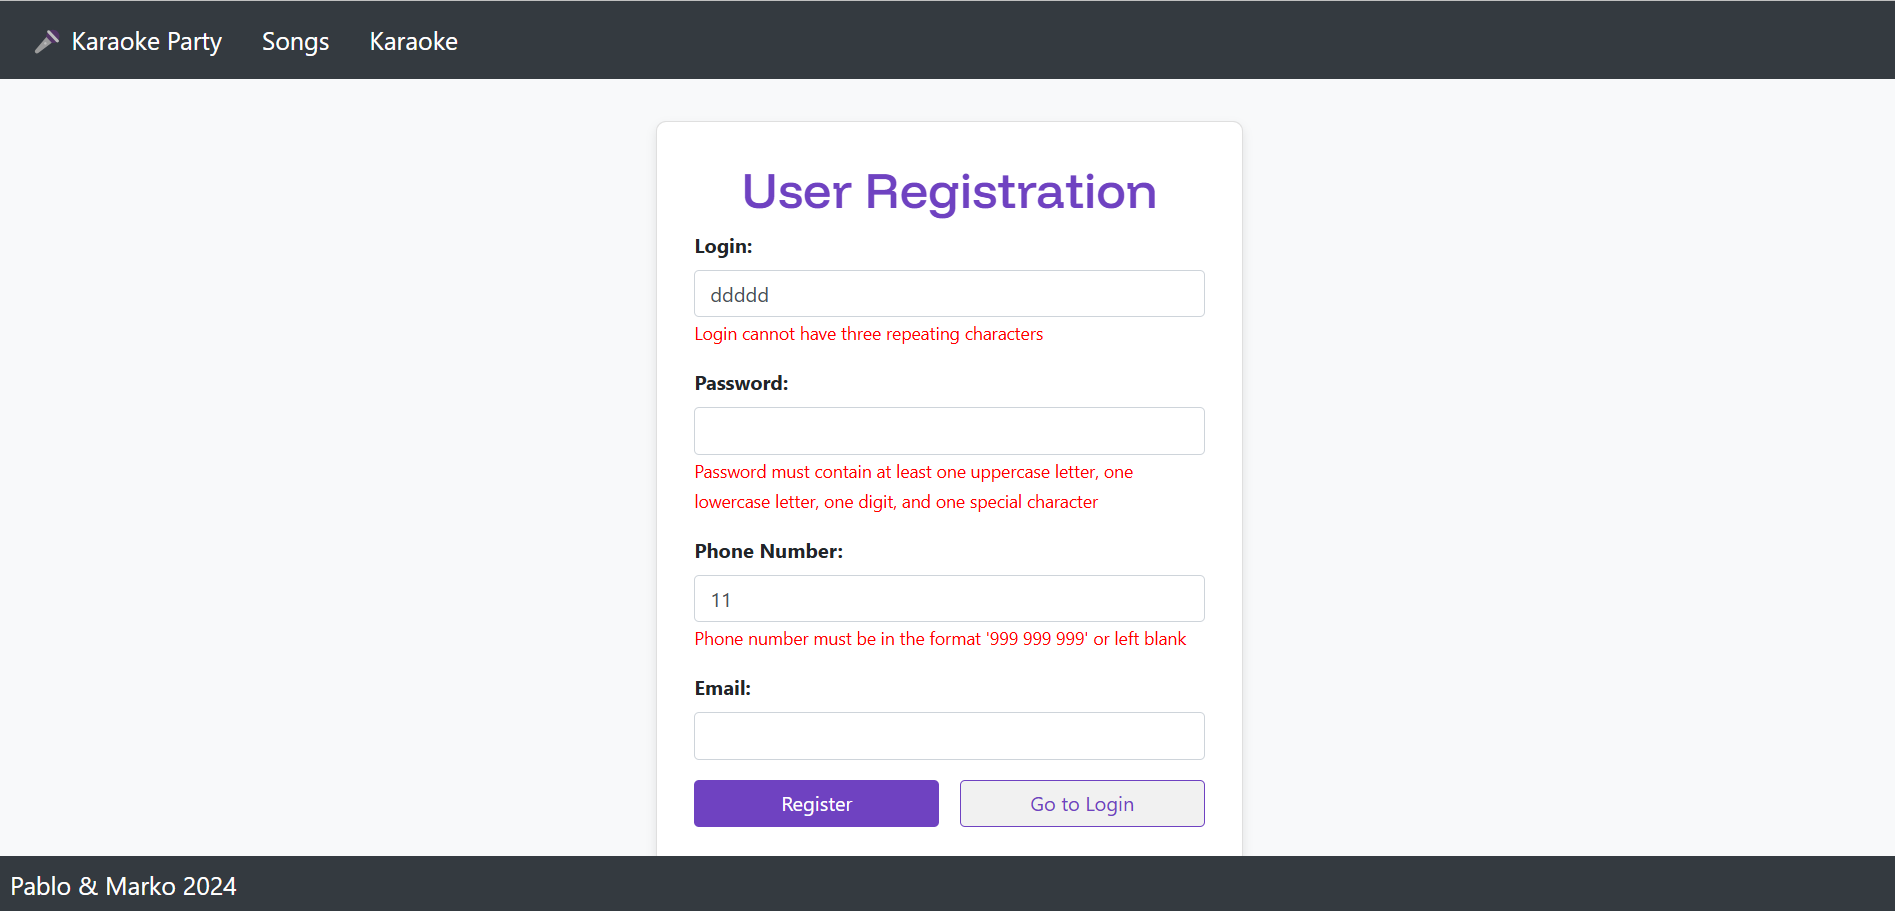 Karaoke Party Songs Karaoke
User Registration
Login:
ddddd
Login cannot have three repeating characters
Password:
Password must contain at least one uppercase letter, one
lowercase letter, one digit, and one special character
Phone Number:
11
Phone number must be in the format '999 999 999' or left blank
Email:
Register Go to Login
Pablo & Marko 2024